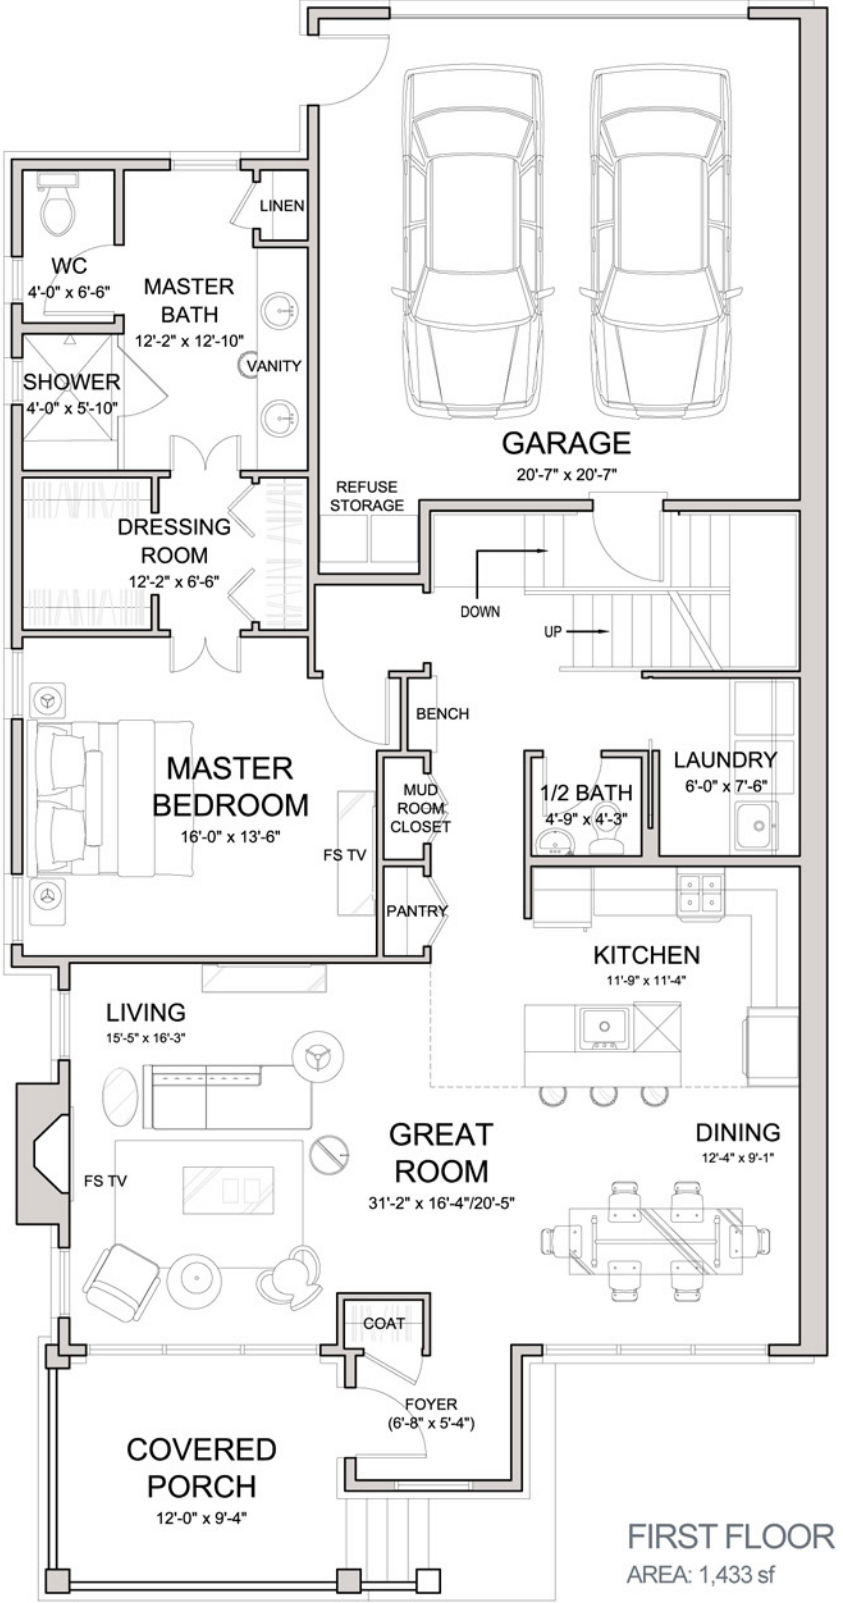 LINEN
WC
4'-0" x 6'-6"
MASTER
BATH
12'-2" x 12'-10"
VANITY
SHOWER
4'-0" x 5'-10"
GARAGE
20'-7" x 20'-7"
REFUSE
STORAGE
DRESSING
ROOM
12'-2" x 6'-6"
DOWN
UP
BENCH
MASTER
BEDROOM
16'-0" x 13'-6"
FS TV
MUD
ROOM
CLOSET
1/2 BATH
4'-9" x 4'-3"
LAUNDRY
6'-0" x 7'-6"
PANTRY
KITCHEN
11'-9" x 11'-4"
LIVING
15'-5" x 16'-3"
GREAT
ROOM
31'-2" x 16'-4"/20'-5"
DINING
12'-4" x 9'-1"
FS TV
COAT
FOYER
(6'-8" x 5'-4")
COVERED
PORCH
12'-0" x 9'-4"
FIRST FLOOR
AREA: 1,433 sf